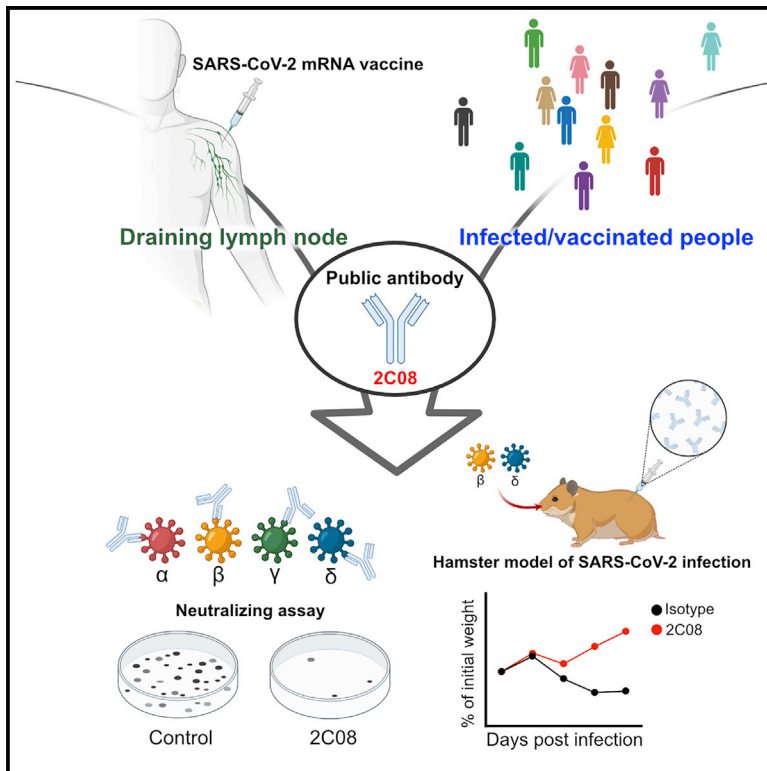 SARS-CoV-2 mRNA vaccine
Draining lymph node
Infected/vaccinated people
Public antibody
2C08
β δ
α β γ δ
Hamster model of SARS-CoV-2 infection
Neutralizing assay
Control
2C08
Isotype
2C08
% of initial weight
Days post infection